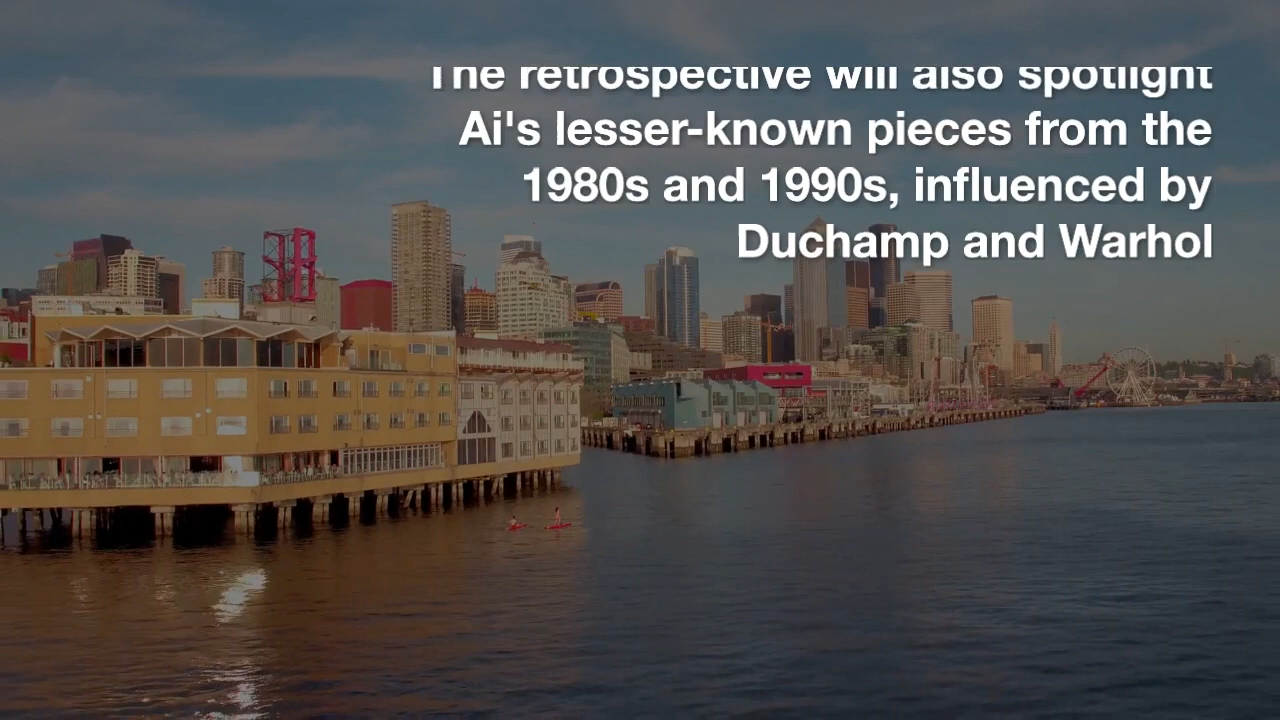 The retrospective will also spotlight
Ai's lesser-known pieces from the
1980s and 1990s, influenced by
Duchamp and Warhol